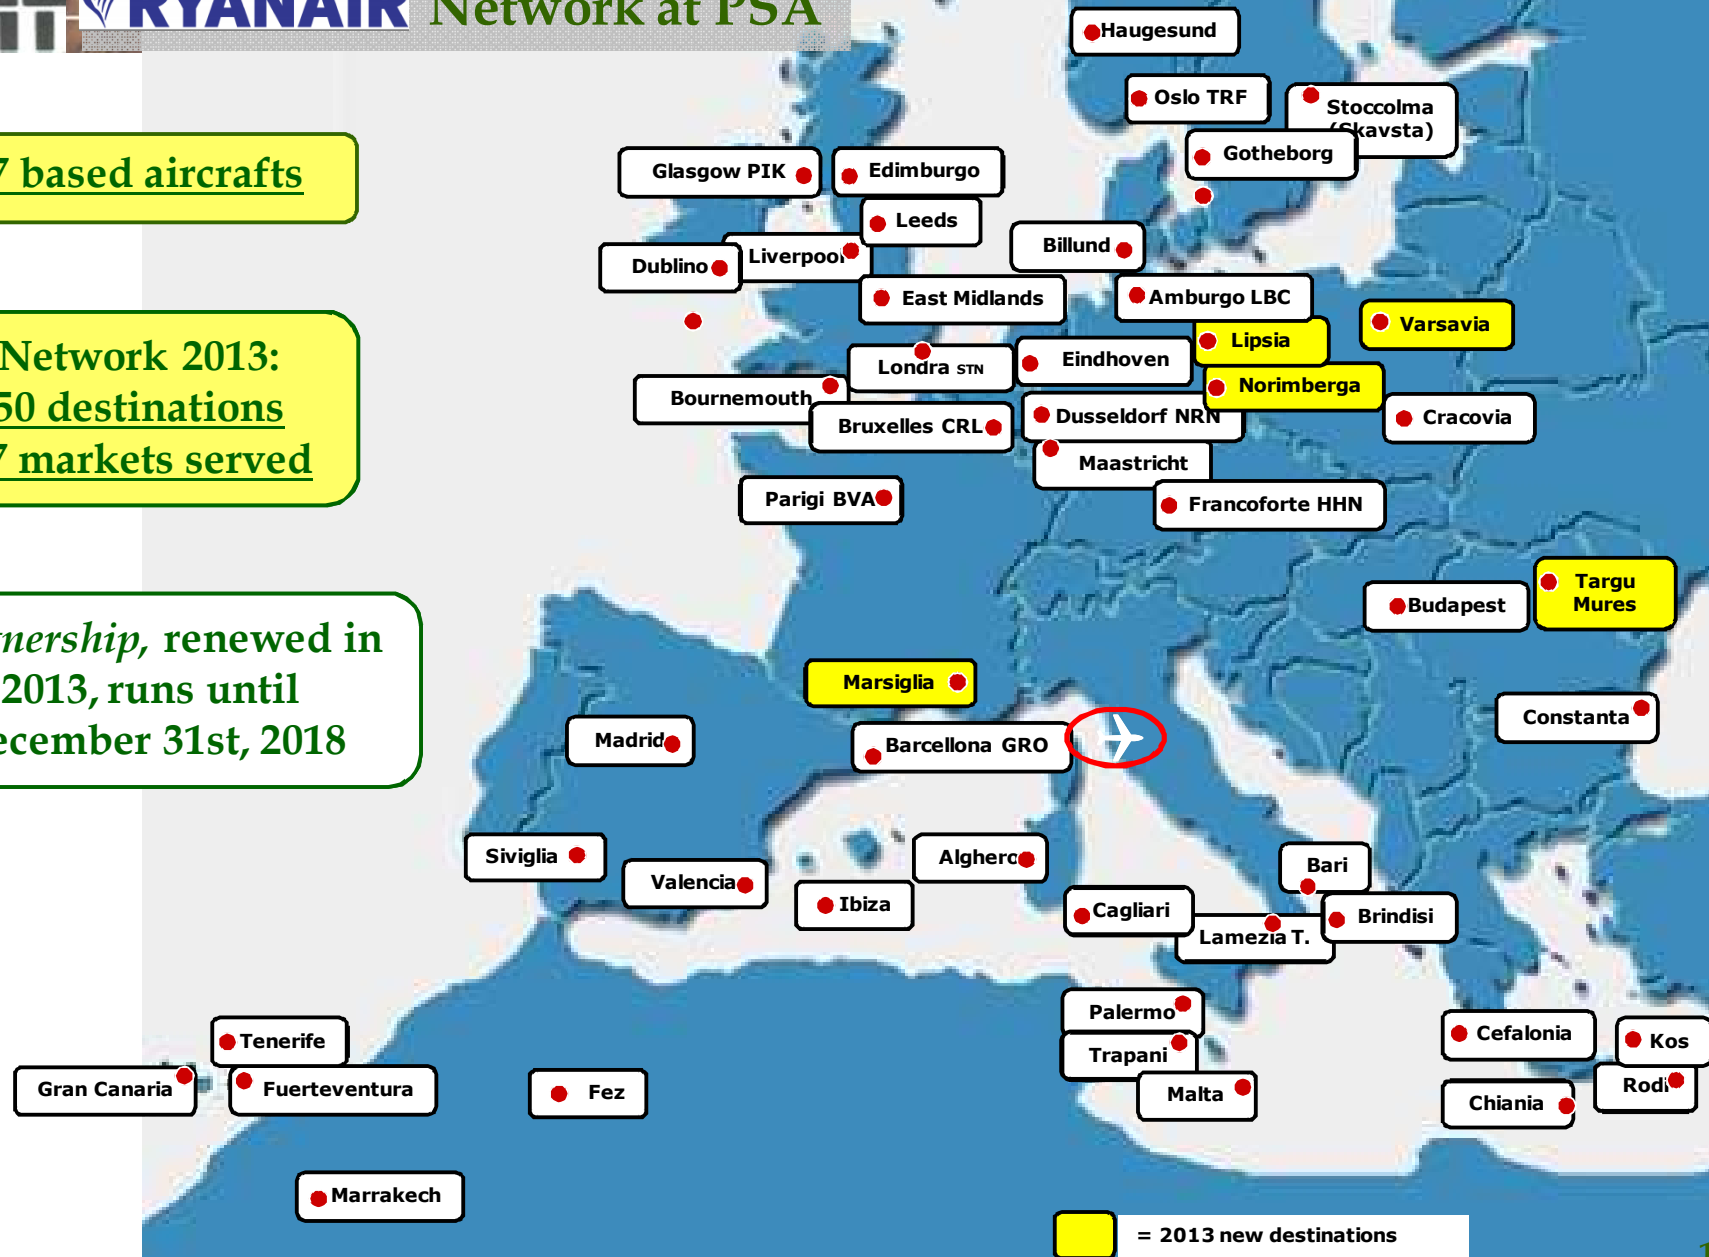 RYANAIR Network at PSA
Haugesund
Oslo TRF
Stoccolma
(Skavsta)
Gotheborg
Glasgow PIK
Edimburgo
7 based aircrafts
Leeds
Billund
Liverpool
Dublino
East Midlands
Amburgo LBC
Varsavia
Lipsia
Network 2013:
50 destinations
7 markets served
Londra STN
Eindhoven
Norimberga
Bournemouth
Bruxelles CRL
Dusseldorf NRN
Cracovia
Maastricht
Parigi BVA
Francoforte HHN
Targu
Mures
Budapest
renewed in
2013, runs until
31st, 2018
Marsiglia
Constanta
Madrid
Barcellona GRO
Siviglia
Alghero
Bari
Valencia
Ibiza
Cagliari
Brindisi
Lamezia T.
Palermo
Cefalonia
Kos
Tenerife
Trapani
Gran Canaria
Fuerteventura
Fez
Malta
Chiania
Rodi
Marrakech
= 2013 new destinations